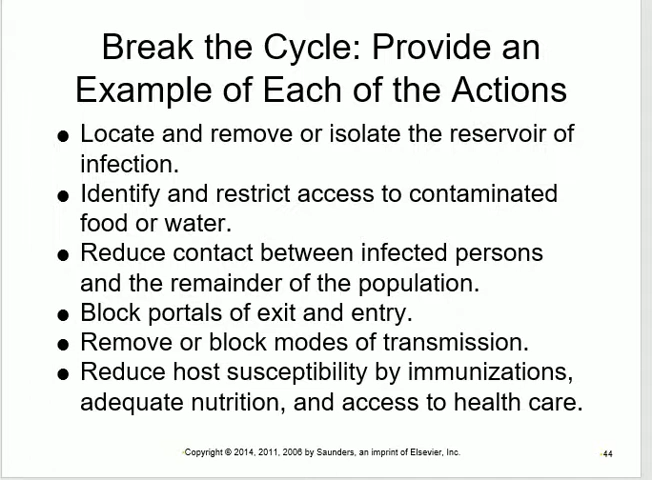 Break the Cycle: Provide an
Example of Each of the Actions
● Locate and remove or isolate the reservoir of
infection.
● Identify and restrict access to contaminated
food or water.
● Reduce contact between infected persons
and the remainder of the population.
● Block portals of exit and entry.
● Remove or block modes of transmission.
● Reduce host susceptibility by immunizations,
adequate nutrition, and access to health care.
Copyright © 2014, 2011, 2006 by Saunders, an imprint of Elsevier, Inc.
44